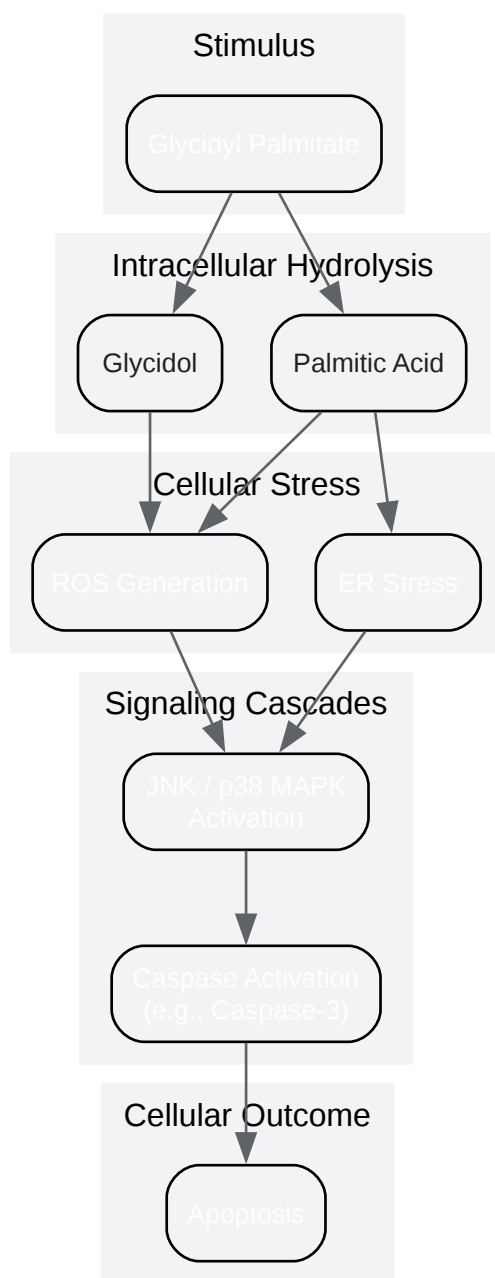 Stimulus
Glycidyl Palmitate
Intracellular Hydrolysis
Glycidol
Palmitic Acid
Cellular Stress
ROS Generation
ER Stress
Signaling Cascades
JNK / p38 MAPK
Activation
Caspase Activation
(e.g., Caspase-3)
Cellular Outcome
Apoptosis